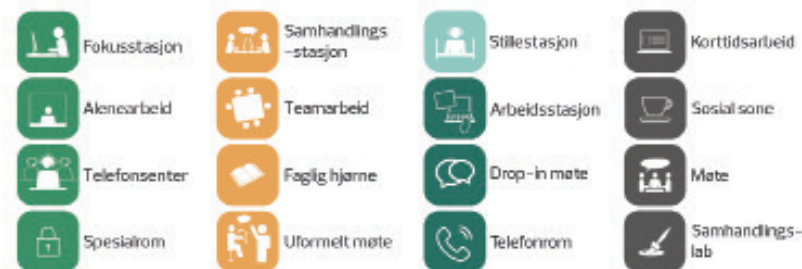 Fokusstasjon
Samhandlings
-stasjon
Stillestasjon
Korttidsarbeid
Alenearbeid
Teamarbeid
Arbeidsstasjon
Sosial sone
Telefonsenter
Faglig hjørne
Drop-in møte
Møte
Spesialrom
Uformelt møte
Telefonrom
Samhandlings-
lab